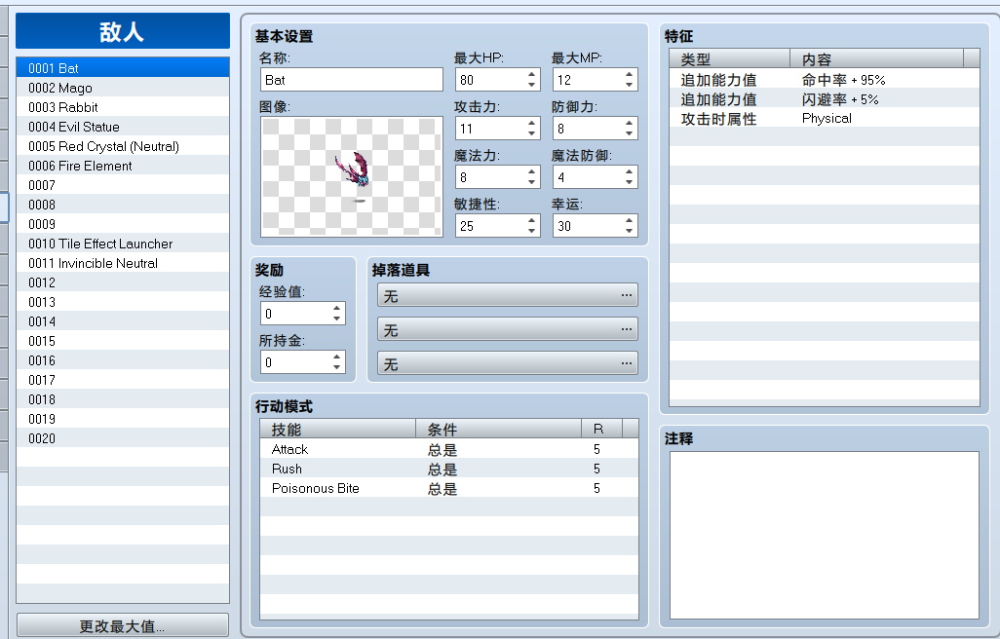 敌人
0001 Bat
0002 Mago
0003 Rabbit
0004 Evil Statue
0005 Red Crystal (Neutral)
0006 Fire Element
0007
0008
0009
0010 Tile Effect Launcher
0011 Invincible Neutral
0012
0013
0014
0015
0016
0017
0018
0019
0020
更改最大值...
基本设置
名称:
Bat
图像:
最大HP: 最大MP:
80 12
攻击力: 防御力:
11 8
魔法力: 魔法防御:
8 4
敏捷性: 幸运:
25 30
奖励
经验值:
0
所持金:
0
掉落道具
无 ...
无 ...
无 ...
行动模式
技能 条件 R
Attack 总是 5
Rush 总是 5
Poisonous Bite 总是 5
特征
类型 内容
追加能力值 命中率 + 95%
追加能力值 闪避率 + 5%
攻击时属性 Physical
注释